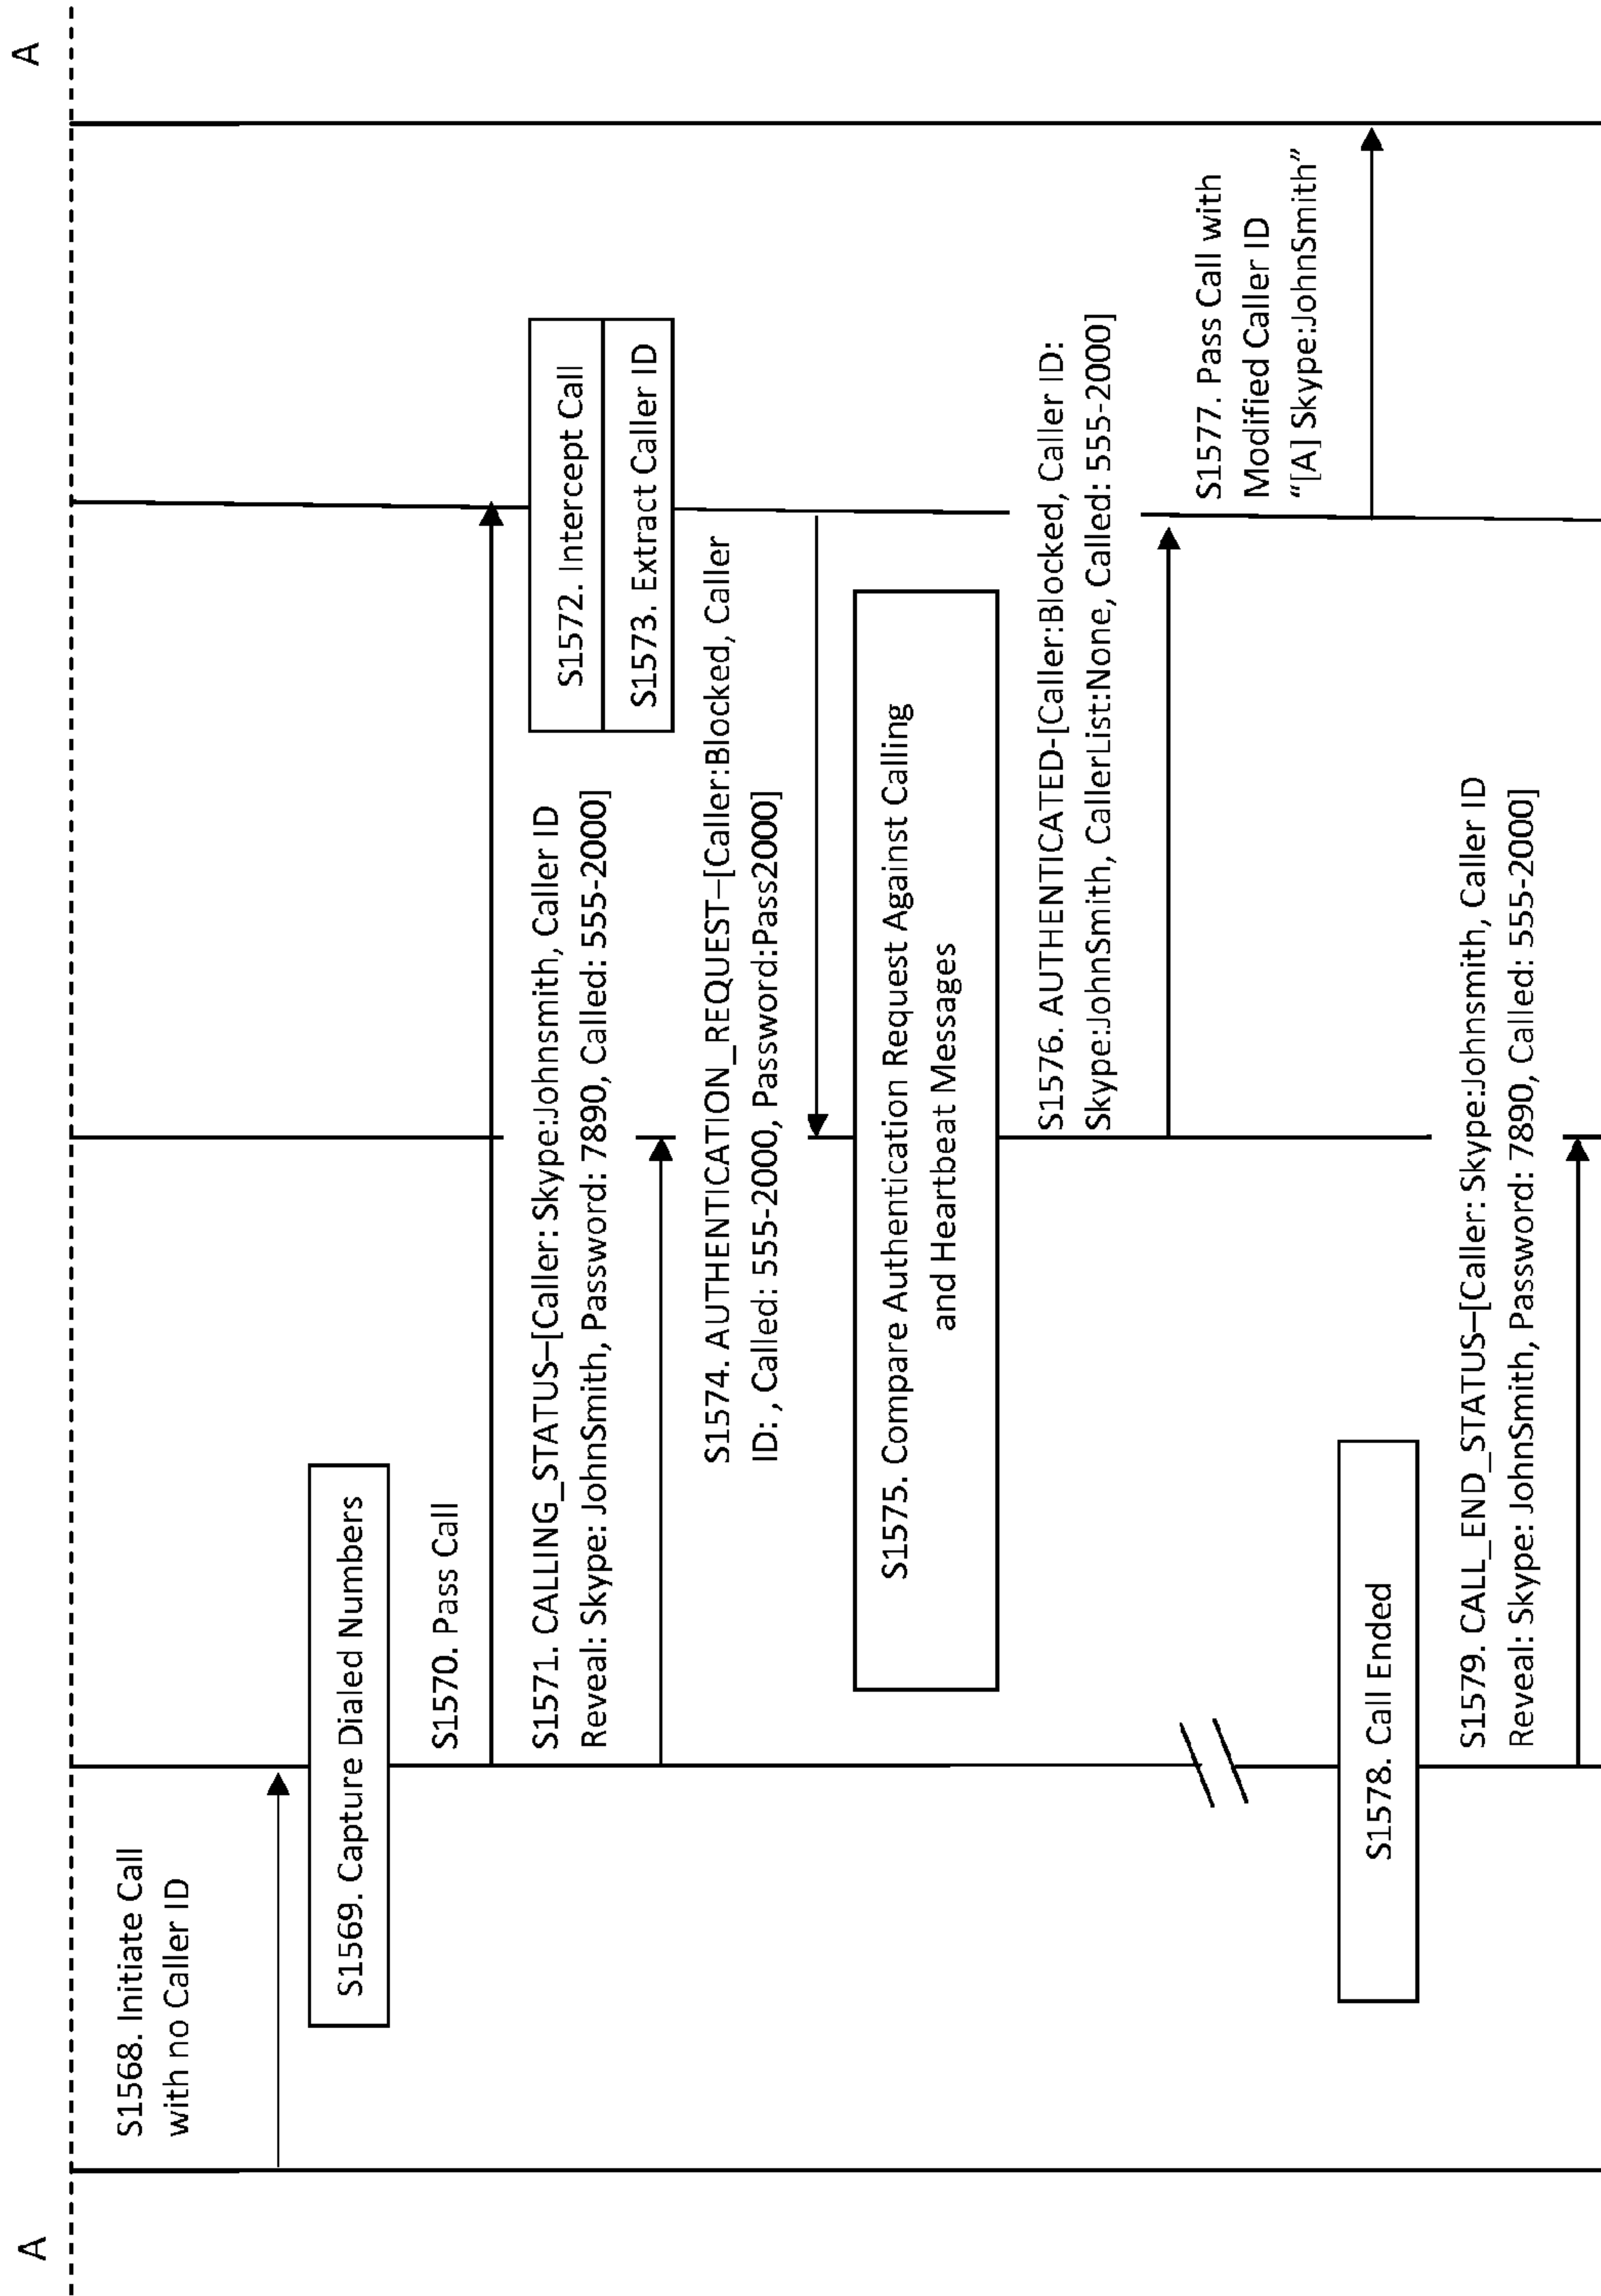 A
A
S1568. Initiate Call
with no Caller ID
S1569. Capture Dialed Numbers
S1570. Pass Call
S1571. CALLING_STATUS–[Caller: Skype:Johnsmith, Caller ID
Reveal: Skype: JohnSmith, Password: 7890, Called: 555-2000]
S1572. Intercept Call
S1573. Extract Caller ID
S1574. AUTHENTICATION_REQUEST–[Caller:Blocked, Caller
ID: , Called: 555-2000, Password:Pass2000]
S1575. Compare Authentication Request Against Calling
and Heartbeat Messages
S1576. AUTHENTICATED-[Caller:Blocked, Caller ID:
Skype:JohnSmith, CallerList:None, Called: 555-2000]
S1577. Pass Call with
Modified Caller ID
“[A] Skype:JohnSmith”
S1578. Call Ended
S1579. CALL_END_STATUS–[Caller: Skype:Johnsmith, Caller ID
Reveal: Skype: JohnSmith, Password: 7890, Called: 555-2000]